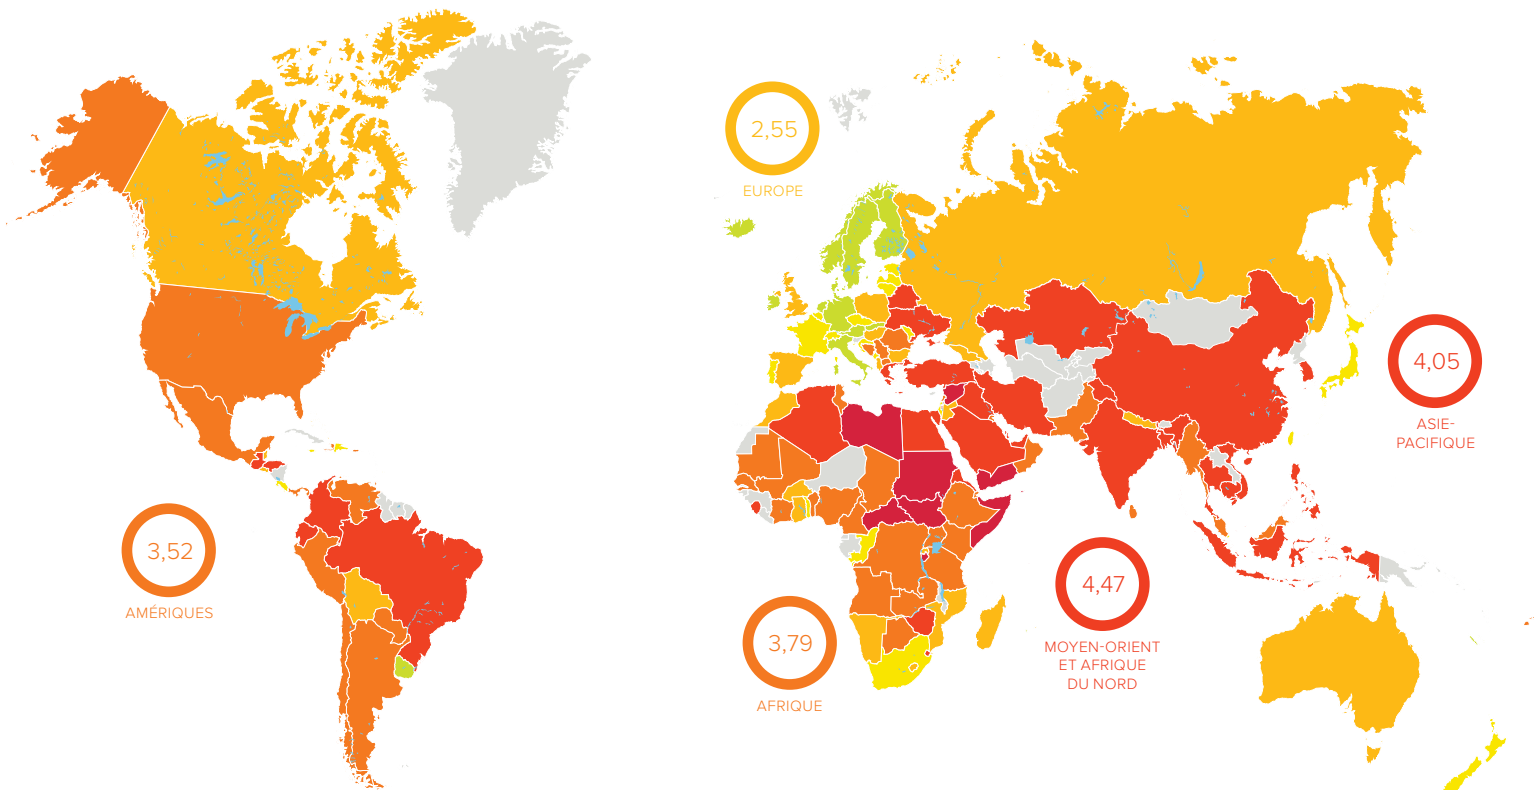 2,55
EUROPE
4,05
ASIE-
PACIFIQUE
3,52
AMÉRIQUES
4,47
MOYEN-ORIENT
ET AFRIQUE
DU NORD
3,79
AFRIQUE